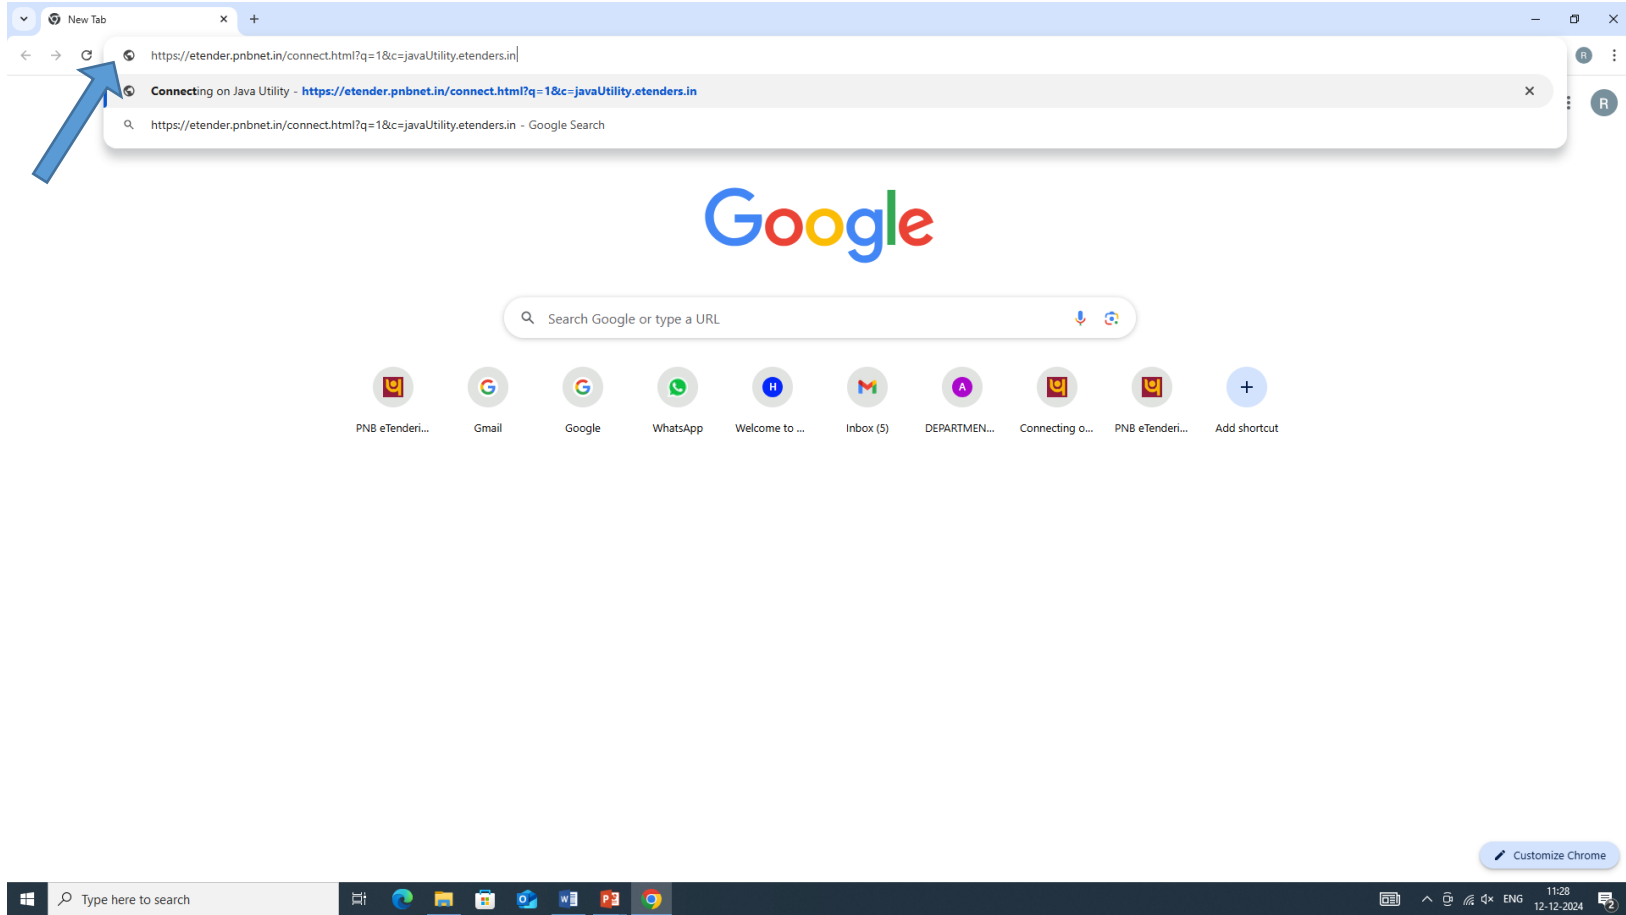 New Tab
https://etender.pnbnet.in/connect.html?q=1&c=javaUtility.etenders.in
R
Connecting on Java Utility - https://etender.pnbnet.in/connect.html?q=1&c=javaUtility.etenders.in
R
https://etender.pnbnet.in/connect.html?q=1&c=javaUtility.etenders.in - Google Search
Google
Search Google or type a URL
H
A
PNB eTenderi...
Gmail
Google
WhatsApp
Welcome to ...
Inbox (5)
DEPARTMEN...
Connecting o...
PNB eTenderi...
Add shortcut
Customize Chrome
Type here to search
ENG
11:28
12-12-2024
2